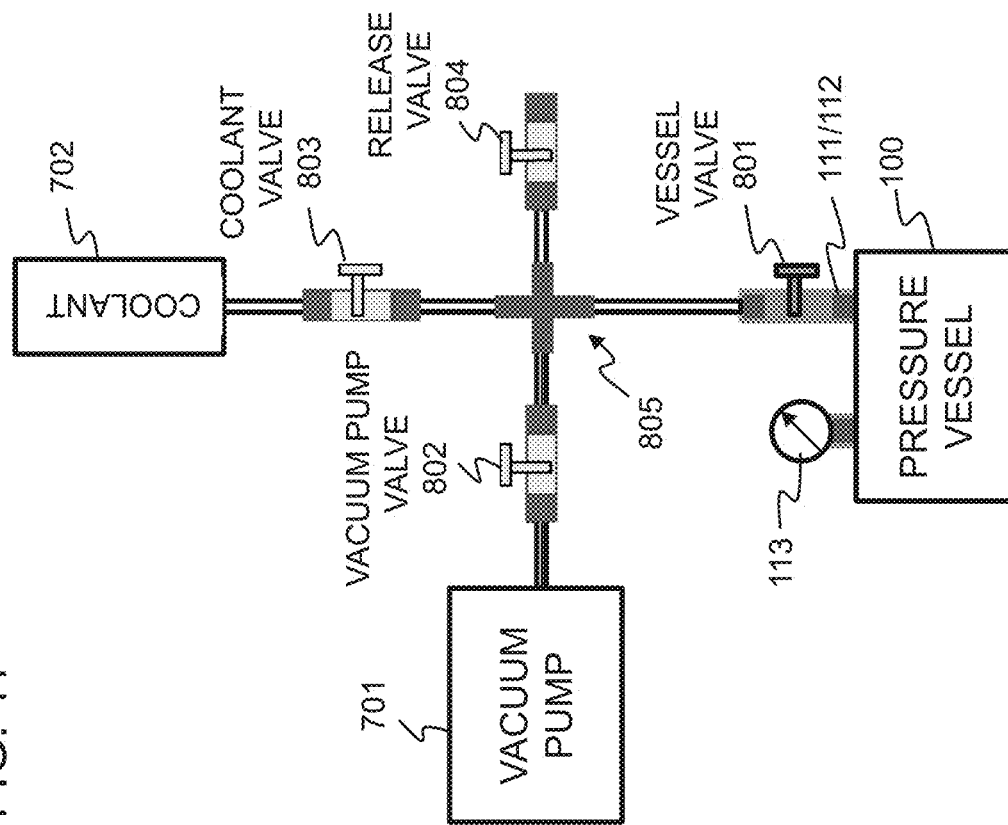 702
COOLANT
COOLANT
VALVE
803
VACUUM PUMP
VALVE
802
RELEASE
VALVE
804
701
VACUUM
PUMP
805
VESSEL
VALVE
801
111/112
113
100
PRESSURE
VESSEL